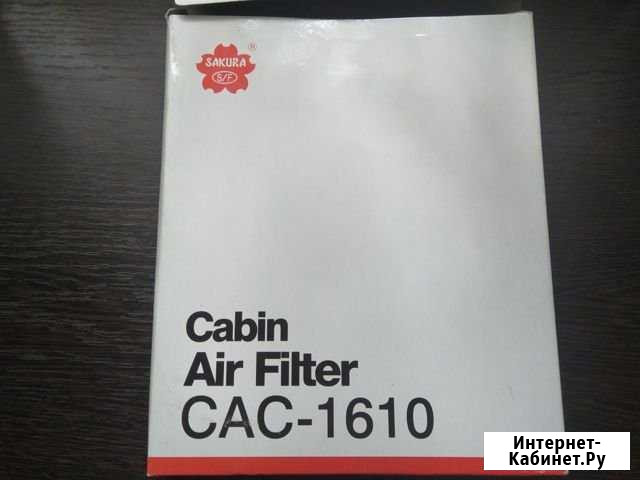 SAKURA
®
S/F
Cabin
Air Filter
CAC-1610
Интернет-
Кабинет.Ру